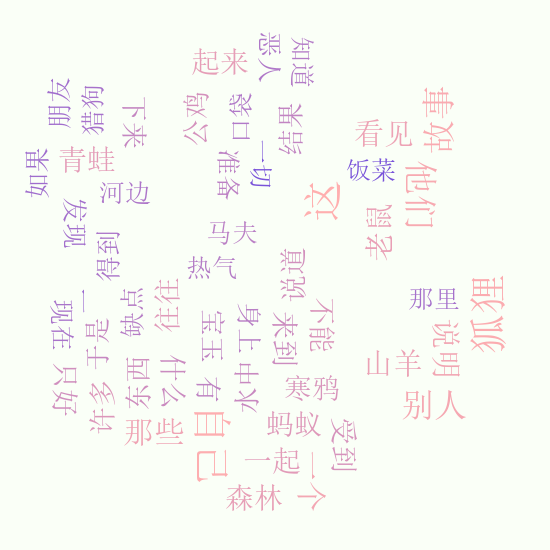 起来
恶人
知道
朋友
猎狗
下来
公鸡
口袋
结果
故事
看见
如果
青蛙
河边
准备
一切
饭菜
这
他们
老鼠
发现
得到
马夫
热气
道说
那里
狐狸
现在
一
于是
缺点
往往
宝玉
身上
来到
不能
说明
山羊
只好
许多
东西
什么
有
水中
寒鸦
别人
那些
自己
蚂蚁
受到
一起
一个
森林